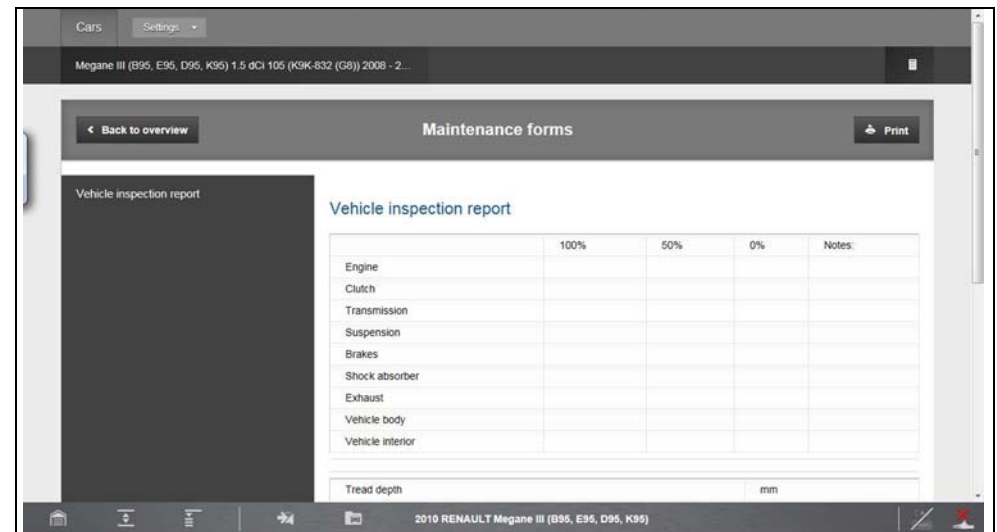 Cars Settings
Megane III (B95, E95, D95, K95) 1.5 dCi 105 (K9K-832 (G8)) 2008 - 2...
Back to overview Maintenance forms Print
Vehicle inspection report
Vehicle inspection report
100% 50% 0% Notes:
Engine
Clutch
Transmission
Suspension
Brakes
Shock absorber
Exhaust
Vehicle body
Vehicle interior
Tread depth mm
2010 RENAULT Megane III (B95, E95, D95, K95)